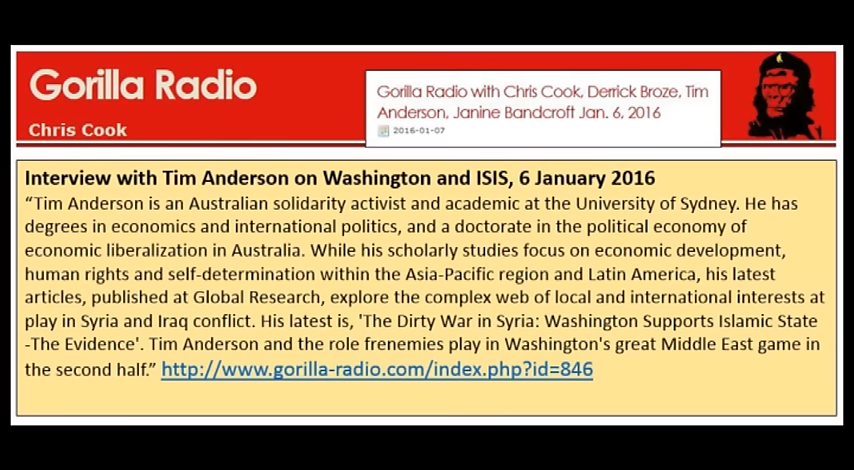 Gorilla Radio
Chris Cook
Gorilla Radio with Chris Cook, Derrick Broze, Tim
Anderson, Janine Bandcroft Jan. 6, 2016
2016-01-07
Interview with Tim Anderson on Washington and ISIS, 6 January 2016
“Tim Anderson is an Australian solidarity activist and academic at the University of Sydney. He has
degrees in economics and international politics, and a doctorate in the political economy of
economic liberalization in Australia. While his scholarly studies focus on economic development,
human rights and self-determination within the Asia-Pacific region and Latin America, his latest
articles, published at Global Research, explore the complex web of local and international interests at
play in Syria and Iraq conflict. His latest is, 'The Dirty War in Syria: Washington Supports Islamic State
-The Evidence'. Tim Anderson and the role frenemies play in Washington's great Middle East game in
the second half.” http://www.gorilla-radio.com/index.php?id=846